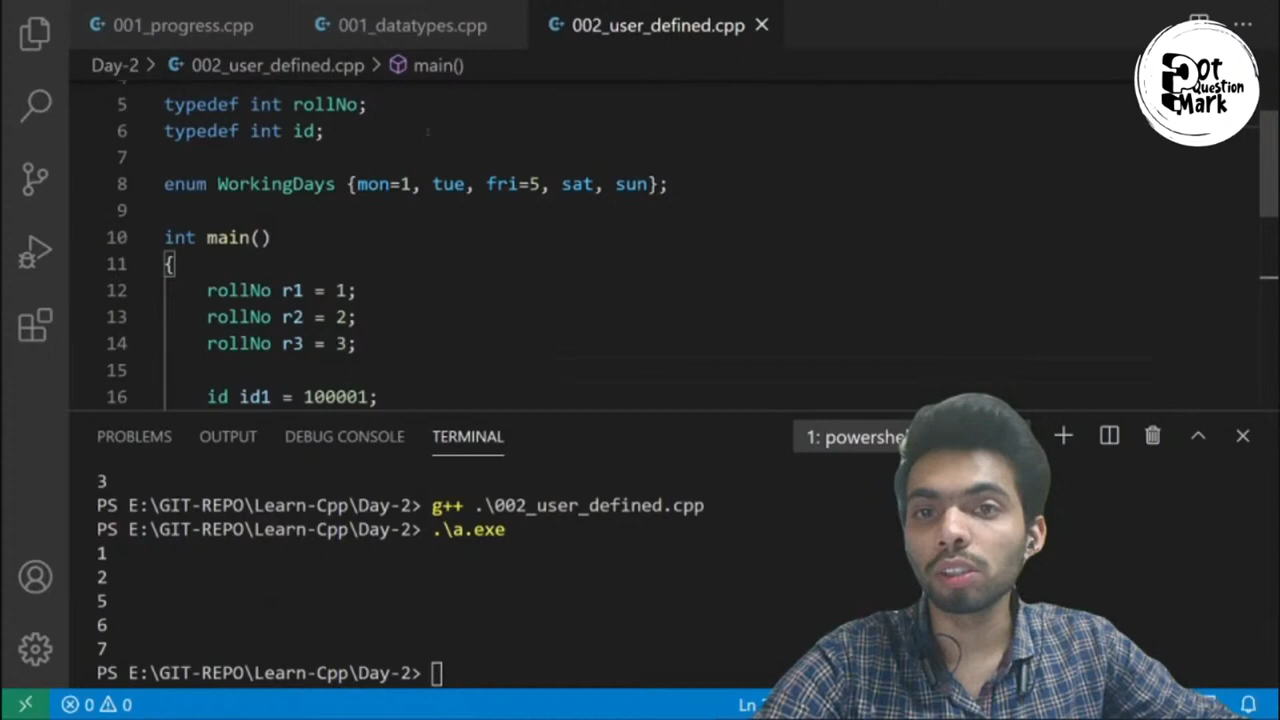 001_progress.cpp
001_datatypes.cpp
002_user_defined.cpp
Day-2 > 002_user_defined.cpp > main()
5 typedef int rollNo;
6 typedef int id;
7
8 enum WorkingDays {mon=1, tue, fri=5, sat, sun};
9
10 int main()
11 {
12 rollNo r1 = 1;
13 rollNo r2 = 2;
14 rollNo r3 = 3;
15
16 id id1 = 100001;
PROBLEMS OUTPUT DEBUG CONSOLE TERMINAL
1: powershe
3
PS E:\GIT-REPO\Learn-Cpp\Day-2> g++ .\002_user_defined.cpp
PS E:\GIT-REPO\Learn-Cpp\Day-2> .\a.exe
1
2
5
6
7
PS E:\GIT-REPO\Learn-Cpp\Day-2>
0 0
Ln
Dot
Question
Mark